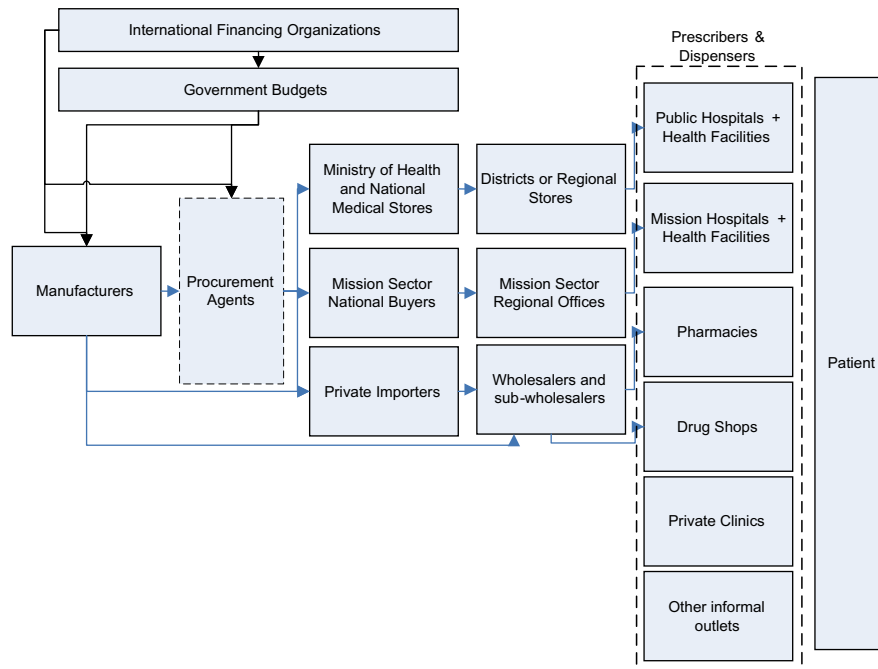 International Financing Organizations
Government Budgets
Prescribers &
Dispensers
Public Hospitals +
Health Facilities
Ministry of Health
and National
Medical Stores
Districts or Regional
Stores
Mission Hospitals +
Health Facilities
Manufacturers
Procurement
Agents
Mission Sector
National Buyers
Mission Sector
Regional Offices
Pharmacies
Patient
Private Importers
Wholesalers and
sub-wholesalers
Drug Shops
Private Clinics
Other informal
outlets